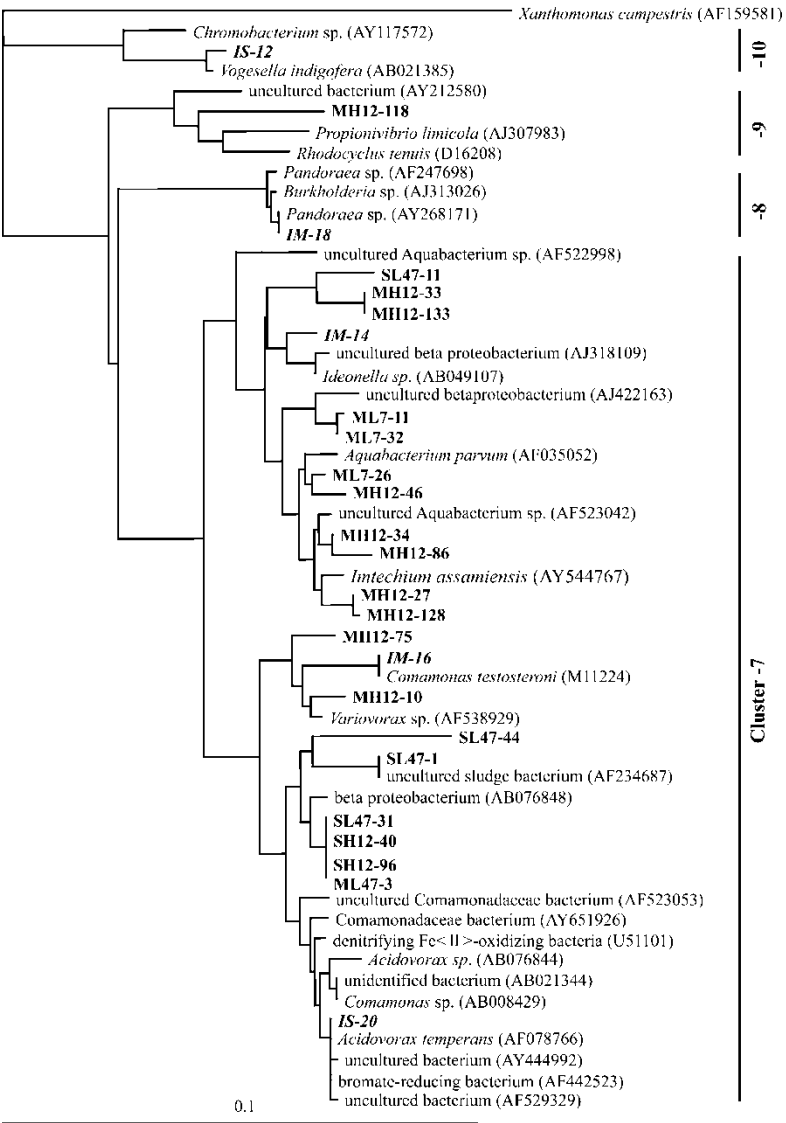 Xanthomonas campestris (AF159581)
Chromobacterium sp. (AY117572)
IS-12
Vogesella indigofera (AB021385)
-10
uncultured bacterium (AY212580)
MH12-118
Propionivibrio limicola (AJ307983)
Rhodocyclus tenuis (D16208)
-9
Pandoraea sp. (AF247698)
Burkholderia sp. (AJ313026)
Pandoraea sp. (AY268171)
IM-18
-8
uncultured Aquabacterium sp. (AF522998)
SL47-11
MH12-33
MH12-133
IM-14
uncultured beta proteobacterium (AJ318109)
Ideonella sp. (AB049107)
uncultured betaproteobacterium (AJ422163)
ML7-11
ML7-32
Aquabacterium parvum (AF035052)
ML7-26
MH12-46
uncultured Aquabacterium sp. (AF523042)
MH12-34
MH12-86
Imtechium assamiensis (AY544767)
MH12-27
MH12-128
MH12-75
IM-16
Comamonas testosteroni (M11224)
MH12-10
Variovorax sp. (AF538929)
SL47-44
SL47-1
uncultured sludge bacterium (AF234687)
beta proteobacterium (AB076848)
SL47-31
SH12-40
SH12-96
ML47-3
uncultured Comamonadaceae bacterium (AF523053)
Comamonadaceae bacterium (AY651926)
denitrifying Fe<II>-oxidizing bacteria (U51101)
Acidovorax sp. (AB076844)
unidentified bacterium (AB021344)
Comamonas sp. (AB008429)
IS-20
Acidovorax temperans (AF078766)
uncultured bacterium (AY444992)
bromate-reducing bacterium (AF442523)
uncultured bacterium (AF529329)
Cluster -7
0.1